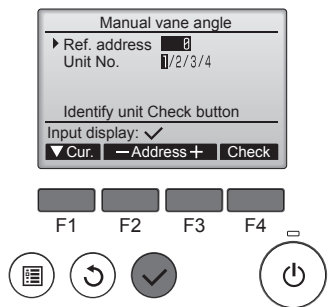 Manual vane angle
Ref. address 0
Unit No. 1/2/3/4
Identify unit Check button
Input display: ✓
▼Cur. −Address+ Check
F1 F2 F3 F4